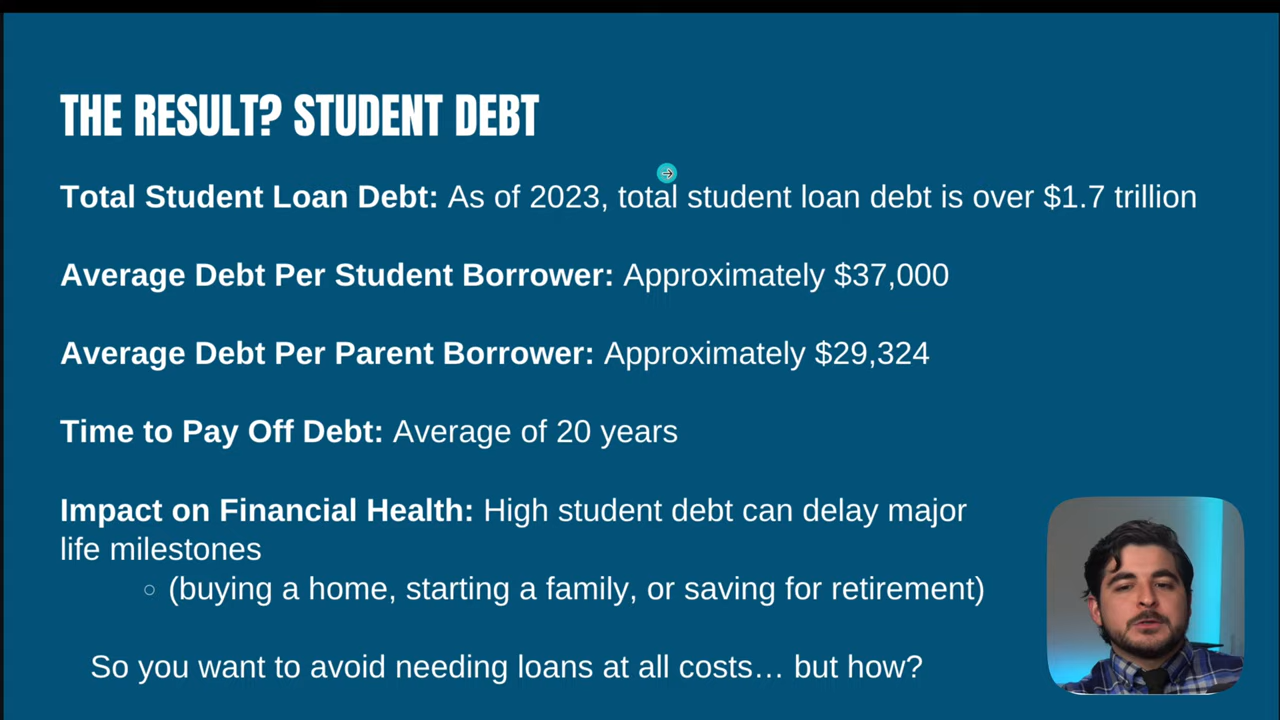 THE RESULT? STUDENT DEBT
Total Student Loan Debt: As of 2023, total student loan debt is over $1.7 trillion
Average Debt Per Student Borrower: Approximately $37,000
Average Debt Per Parent Borrower: Approximately $29,324
Time to Pay Off Debt: Average of 20 years
Impact on Financial Health: High student debt can delay major
life milestones
(buying a home, starting a family, or saving for retirement)
So you want to avoid needing loans at all costs… but how?